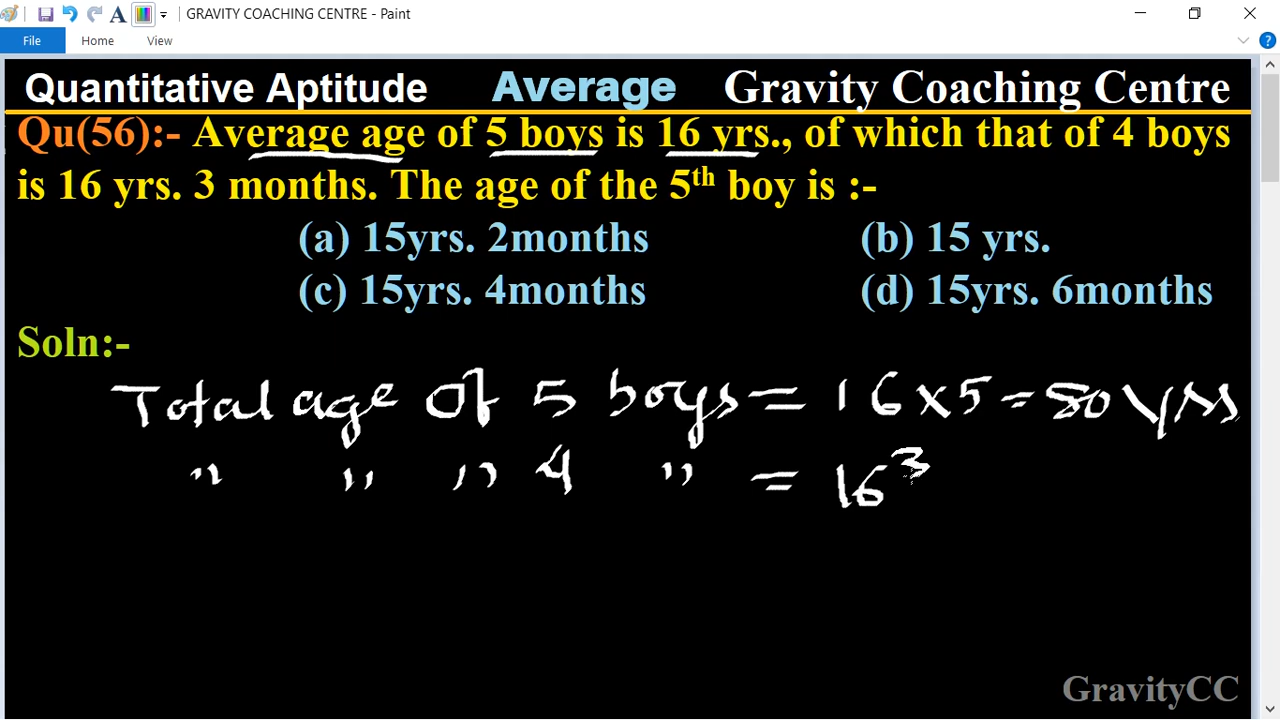 GRAVITY COACHING CENTRE - Paint
File Home View
Quantitative Aptitude Average Gravity Coaching Centre
Qu(56):- Average age of 5 boys is 16 yrs., of which that of 4 boys
is 16 yrs. 3 months. The age of the 5th boy is :-
(a) 15yrs. 2months (b) 15 yrs.
(c) 15yrs. 4months (d) 15yrs. 6months
Soln:-
Total age of 5 boys = 16 x 5 = 80 yrs
" " " 4 " = 16 3
GravityCC